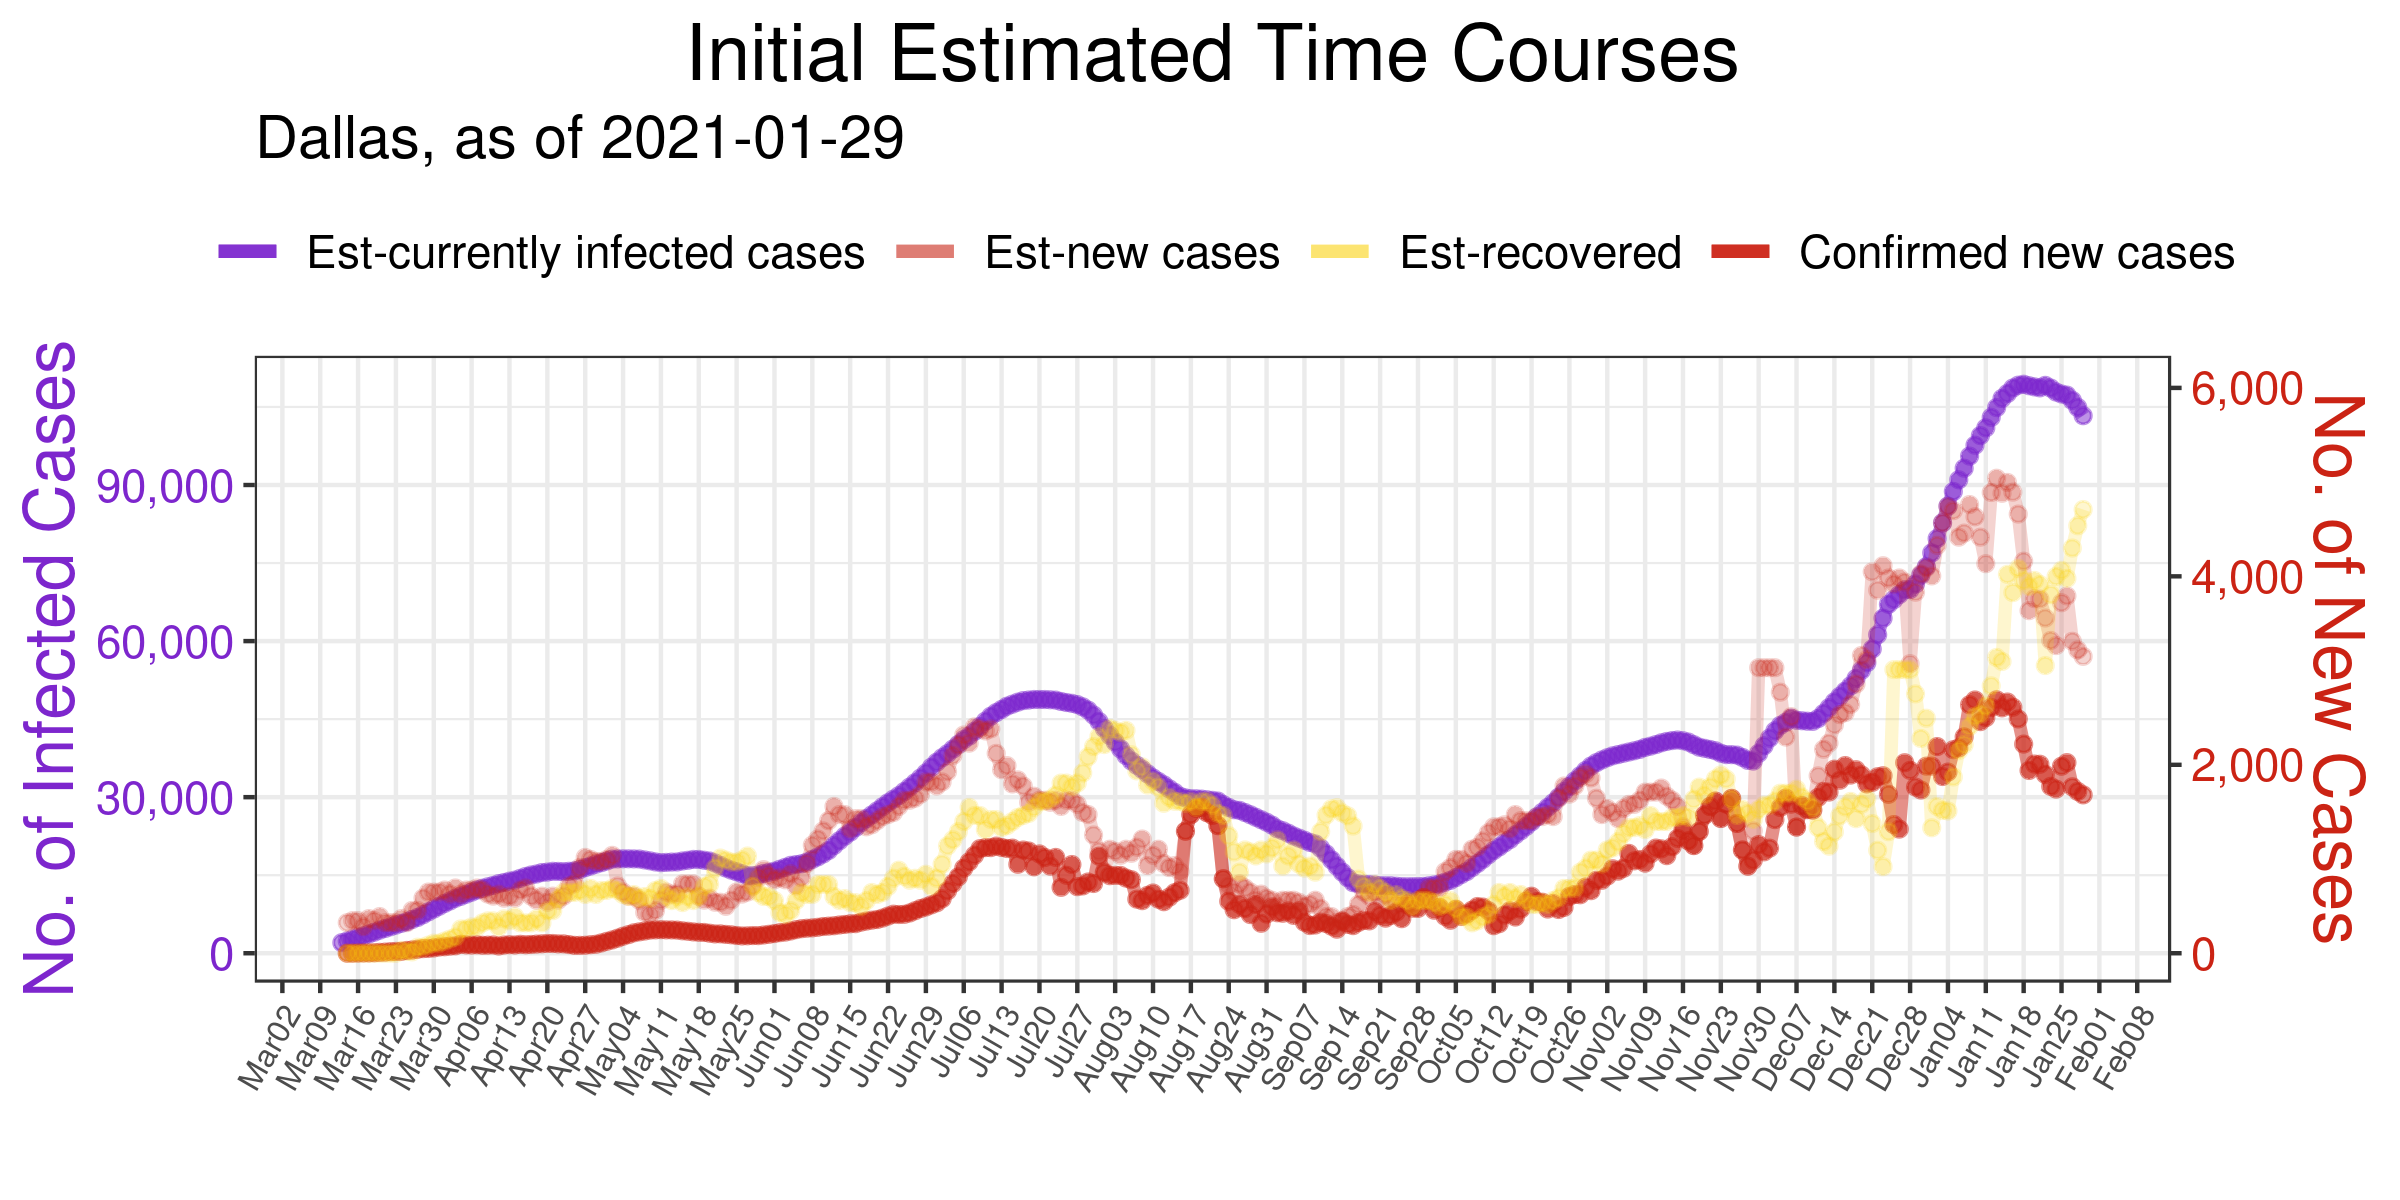 Initial Estimated Time Courses
Dallas, as of 2021-01-29
Est-currently infected cases Est-new cases Est-recovered Confirmed new cases
No. of Infected Cases
90,000
60,000
30,000
0
6,000
4,000
2,000
0
No. of New Cases
Mar02 Mar09 Mar16 Mar23 Mar30 Apr06 Apr13 Apr20 Apr27 May04 May11 May18 May25 Jun01 Jun08 Jun15 Jun22 Jun29 Jul06 Jul13 Jul20 Jul27 Aug03 Aug10 Aug17 Aug24 Aug31 Sep07 Sep14 Sep21 Sep28 Oct05 Oct12 Oct19 Oct26 Nov02 Nov09 Nov16 Nov23 Nov30 Dec07 Dec14 Dec21 Dec28 Jan04 Jan11 Jan18 Jan25 Feb01 Feb08